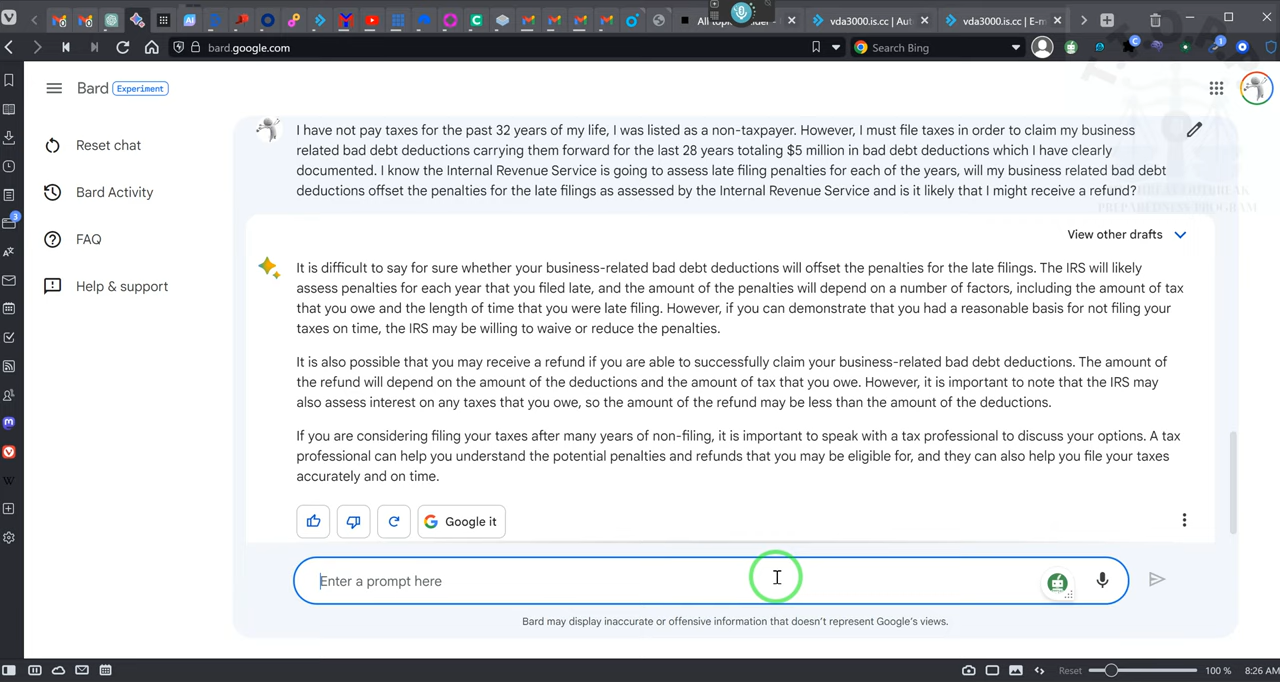 All topi
vda3000.is.cc | Aut
vda3000.is.cc | E-m
bard.google.com
Search Bing
Bard Experiment
Reset chat
Bard Activity
FAQ
Help & support
I have not pay taxes for the past 32 years of my life, I was listed as a non-taxpayer. However, I must file taxes in order to claim my business
related bad debt deductions carrying them forward for the last 28 years totaling $5 million in bad debt deductions which I have clearly
documented. I know the Internal Revenue Service is going to assess late filing penalties for each of the years, will my business related bad debt
deductions offset the penalties for the late filings as assessed by the Internal Revenue Service and is it likely that I might receive a refund?
View other drafts
It is difficult to say for sure whether your business-related bad debt deductions will offset the penalties for the late filings. The IRS will likely
assess penalties for each year that you filed late, and the amount of the penalties will depend on a number of factors, including the amount of tax
that you owe and the length of time that you were late filing. However, if you can demonstrate that you had a reasonable basis for not filing your
taxes on time, the IRS may be willing to waive or reduce the penalties.
It is also possible that you may receive a refund if you are able to successfully claim your business-related bad debt deductions. The amount of
the refund will depend on the amount of the deductions and the amount of tax that you owe. However, it is important to note that the IRS may
also assess interest on any taxes that you owe, so the amount of the refund may be less than the amount of the deductions.
If you are considering filing your taxes after many years of non-filing, it is important to speak with a tax professional to discuss your options. A tax
professional can help you understand the potential penalties and refunds that you may be eligible for, and they can also help you file your taxes
accurately and on time.
Google it
Enter a prompt here
Bard may display inaccurate or offensive information that doesn't represent Google's views.
Reset
100 %
8:26 AM